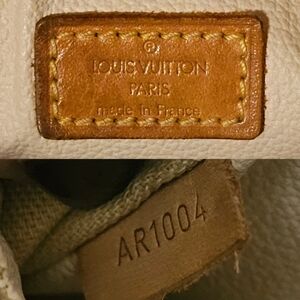 ®
LOUIS VUITTON
PARIS
made in France
AR1004